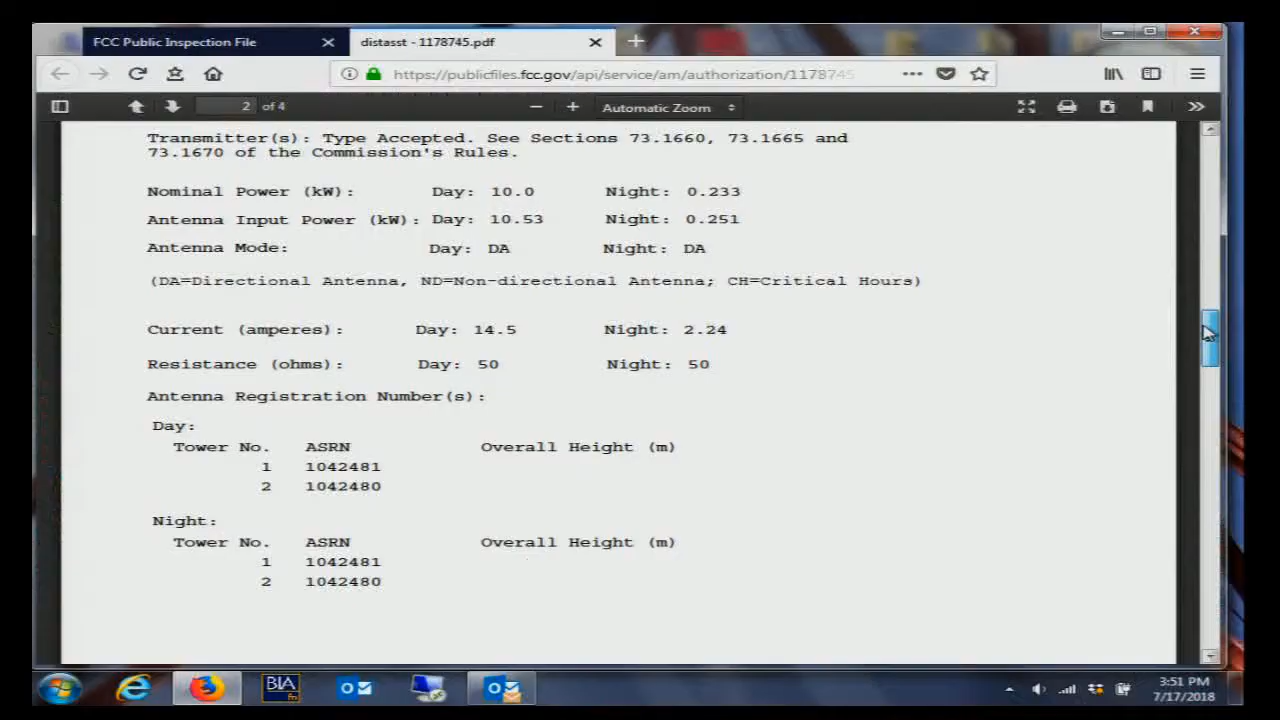 FCC Public Inspection File
distasst - 1178745.pdf
https://publicfiles.fcc.gov/api/service/am/authorization/1178745
2 of 4
Automatic Zoom
Transmitter(s): Type Accepted. See Sections 73.1660, 73.1665 and
73.1670 of the Commission's Rules.
Nominal Power (kW): Day: 10.0 Night: 0.233
Antenna Input Power (kW): Day: 10.53 Night: 0.251
Antenna Mode: Day: DA Night: DA
(DA=Directional Antenna, ND=Non-directional Antenna; CH=Critical Hours)
Current (amperes): Day: 14.5 Night: 2.24
Resistance (ohms): Day: 50 Night: 50
Antenna Registration Number(s):
Day:
Tower No. ASRN Overall Height (m)
1 1042481
2 1042480
Night:
Tower No. ASRN Overall Height (m)
1 1042481
2 1042480
BIA
fn
3:51 PM
7/17/2018